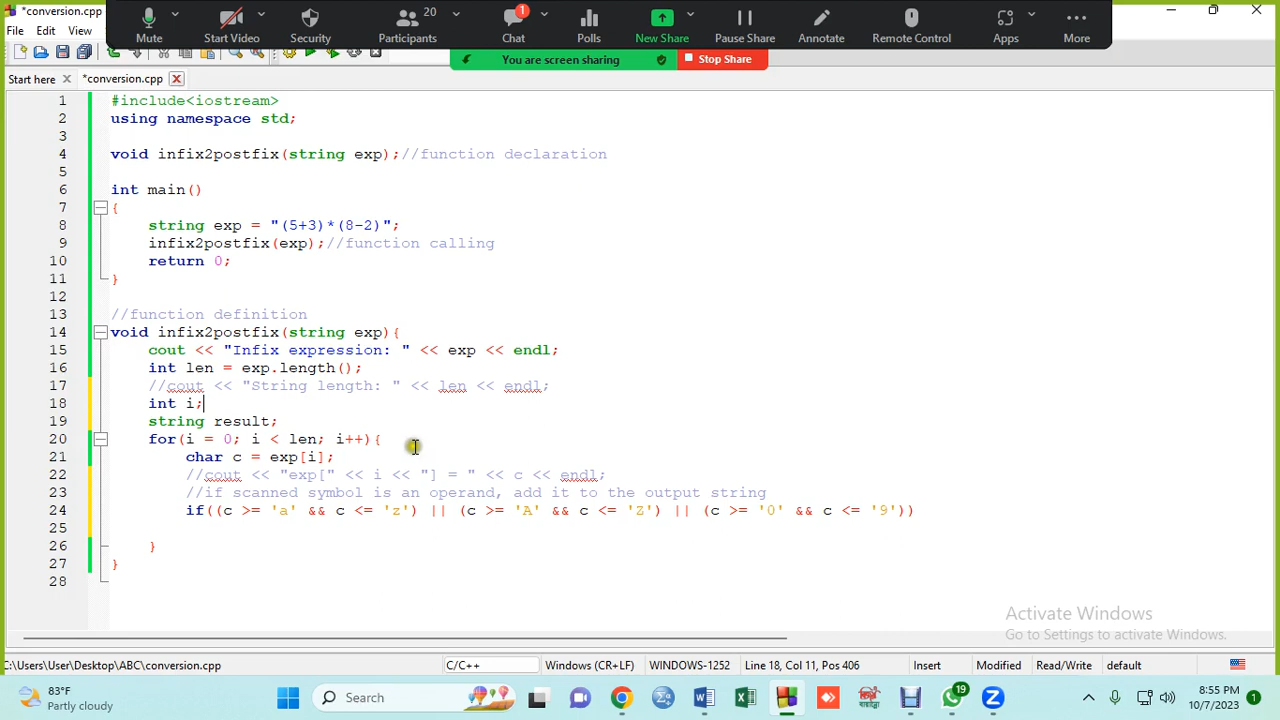 *conversion.cpp
File Edit View
Mute
Start Video
Security
Participants
20
Chat
1
Polls
New Share
Pause Share
Annotate
Remote Control
Apps
More
You are screen sharing
Stop Share
Start here
*conversion.cpp
1 #include<iostream>
2 using namespace std;
3
4 void infix2postfix(string exp);//function declaration
5
6 int main()
7 {
8 string exp = "(5+3)*(8-2)";
9 infix2postfix(exp);//function calling
10 return 0;
11 }
12
13 //function definition
14 void infix2postfix(string exp){
15 cout << "Infix expression: " << exp << endl;
16 int len = exp.length();
17 //cout << "String length: " << len << endl;
18 int i;
19 string result;
20 for(i = 0; i < len; i++){
21 char c = exp[i];
22 //cout << "exp[" << i << "] = " << c << endl;
23 //if scanned symbol is an operand, add it to the output string
24 if((c >= 'a' && c <= 'z') || (c >= 'A' && c <= 'Z') || (c >= '0' && c <= '9'))
25
26 }
27 }
28
Activate Windows
Go to Settings to activate Windows.
C:\Users\User\Desktop\ABC\conversion.cpp
C/C++
Windows (CR+LF)
WINDOWS-1252
Line 18, Col 11, Pos 406
Insert
Modified
Read/Write
default
83°F
Partly cloudy
Search
19
8:55 PM
10/7/2023
1